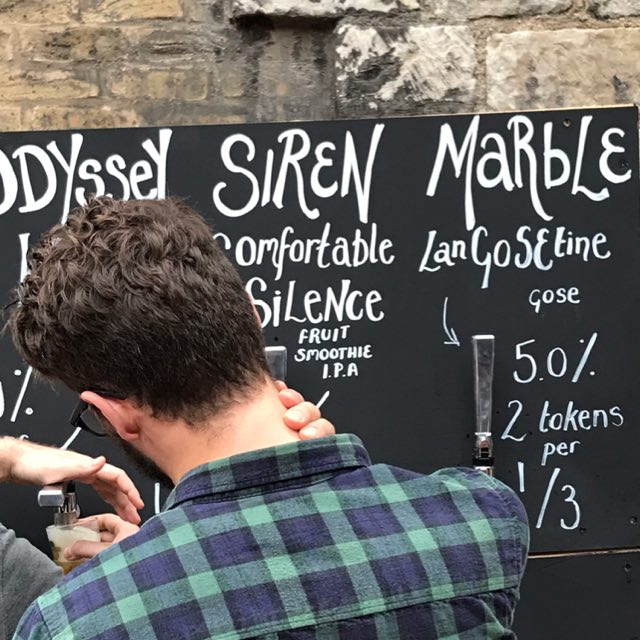 ODYSSEY
SIREN
Comfortable
SILENCE
FRUIT
SMOOTHIE
I.P.A
MARBLE
LanGOSEtine
gose
5.0%
2 tokens
per
1/3
%